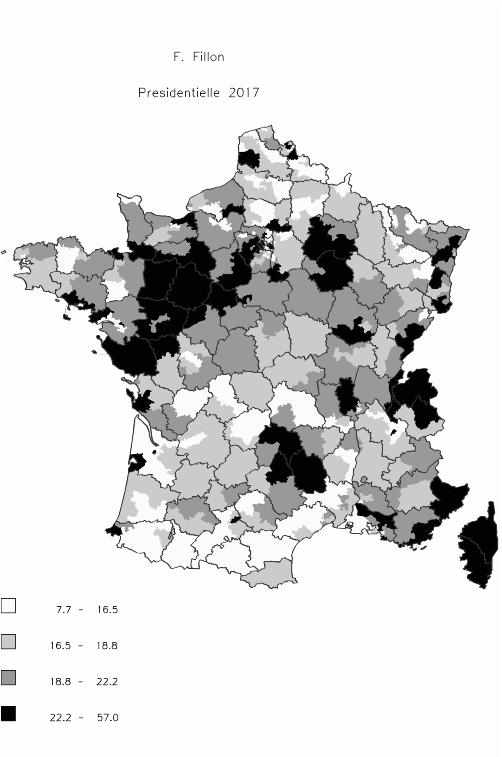 F. Fillon
Presidentielle 2017
7.7 - 16.5
16.5 - 18.8
18.8 - 22.2
22.2 - 57.0